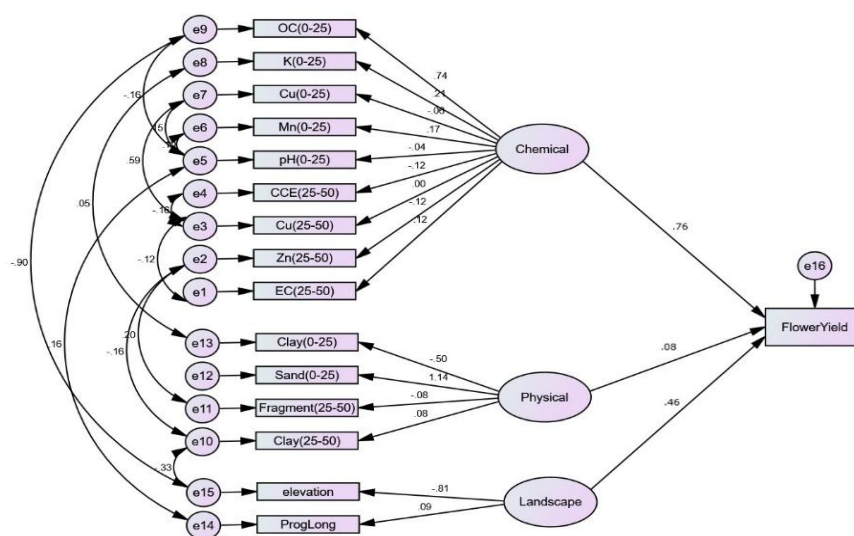 e9 OC(0-25)
e8 K(0-25)
e7 Cu(0-25)
e6 Mn(0-25)
e5 pH(0-25)
e4 CCE(25-50)
e3 Cu(25-50)
e2 Zn(25-50)
e1 EC(25-50)
e13 Clay(0-25)
e12 Sand(0-25)
e11 Fragment(25-50)
e10 Clay(25-50)
e15 elevation
e14 ProgLong
.74
.21
-.08
.17
-.04
-.12
.00
-.12
.12
Chemical
-.50
1.14
-.08
.08
Physical
-.81
.09
Landscape
.76
.08
.46
e16
FlowerYield
-.16
.59
.05
-.16
-.12
-.90
.16
.20
-.16
-.33